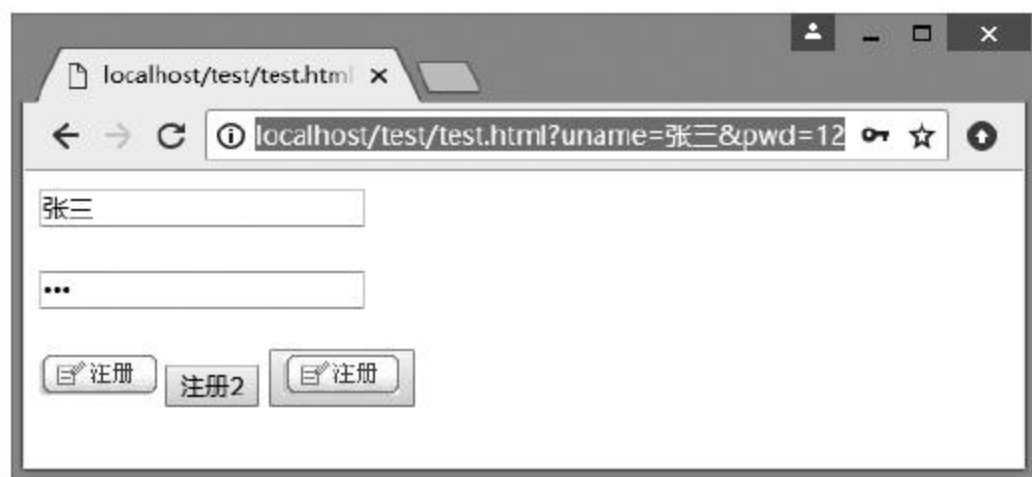 localhost/test/test.html
localhost/test/test.html?uname=张三&pwd=12
张三
注册 注册2 注册